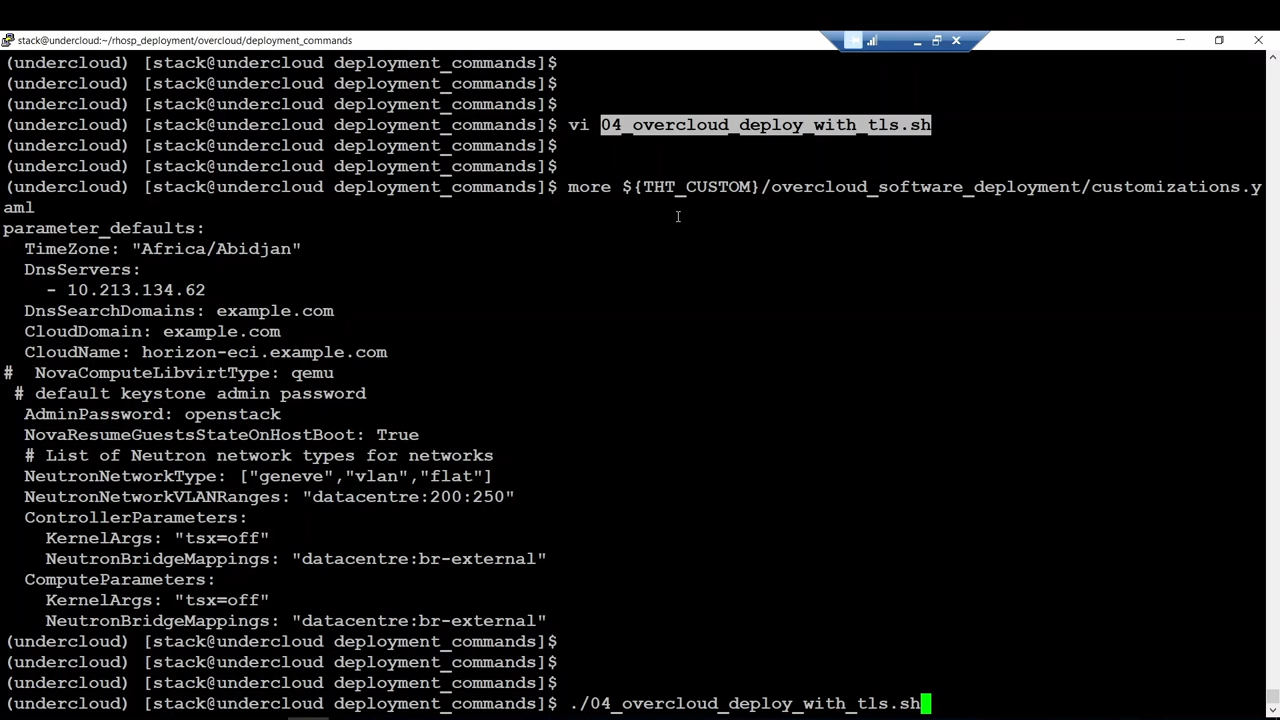 stack@undercloud:~/rhosp_deployment/overcloud/deployment_commands
(undercloud) [stack@undercloud deployment_commands]$
(undercloud) [stack@undercloud deployment_commands]$
(undercloud) [stack@undercloud deployment_commands]$
(undercloud) [stack@undercloud deployment_commands]$ vi 04_overcloud_deploy_with_tls.sh
(undercloud) [stack@undercloud deployment_commands]$
(undercloud) [stack@undercloud deployment_commands]$
(undercloud) [stack@undercloud deployment_commands]$ more ${THT_CUSTOM}/overcloud_software_deployment/customizations.y
aml
parameter_defaults:
  TimeZone: "Africa/Abidjan"
  DnsServers:
    - 10.213.134.62
  DnsSearchDomains: example.com
  CloudDomain: example.com
  CloudName: horizon-eci.example.com
#  NovaComputeLibvirtType: qemu
 # default keystone admin password
  AdminPassword: openstack
  NovaResumeGuestsStateOnHostBoot: True
  # List of Neutron network types for networks
  NeutronNetworkType: ["geneve","vlan","flat"]
  NeutronNetworkVLANRanges: "datacentre:200:250"
  ControllerParameters:
    KernelArgs: "tsx=off"
    NeutronBridgeMappings: "datacentre:br-external"
  ComputeParameters:
    KernelArgs: "tsx=off"
    NeutronBridgeMappings: "datacentre:br-external"
(undercloud) [stack@undercloud deployment_commands]$
(undercloud) [stack@undercloud deployment_commands]$
(undercloud) [stack@undercloud deployment_commands]$
(undercloud) [stack@undercloud deployment_commands]$ ./04_overcloud_deploy_with_tls.sh